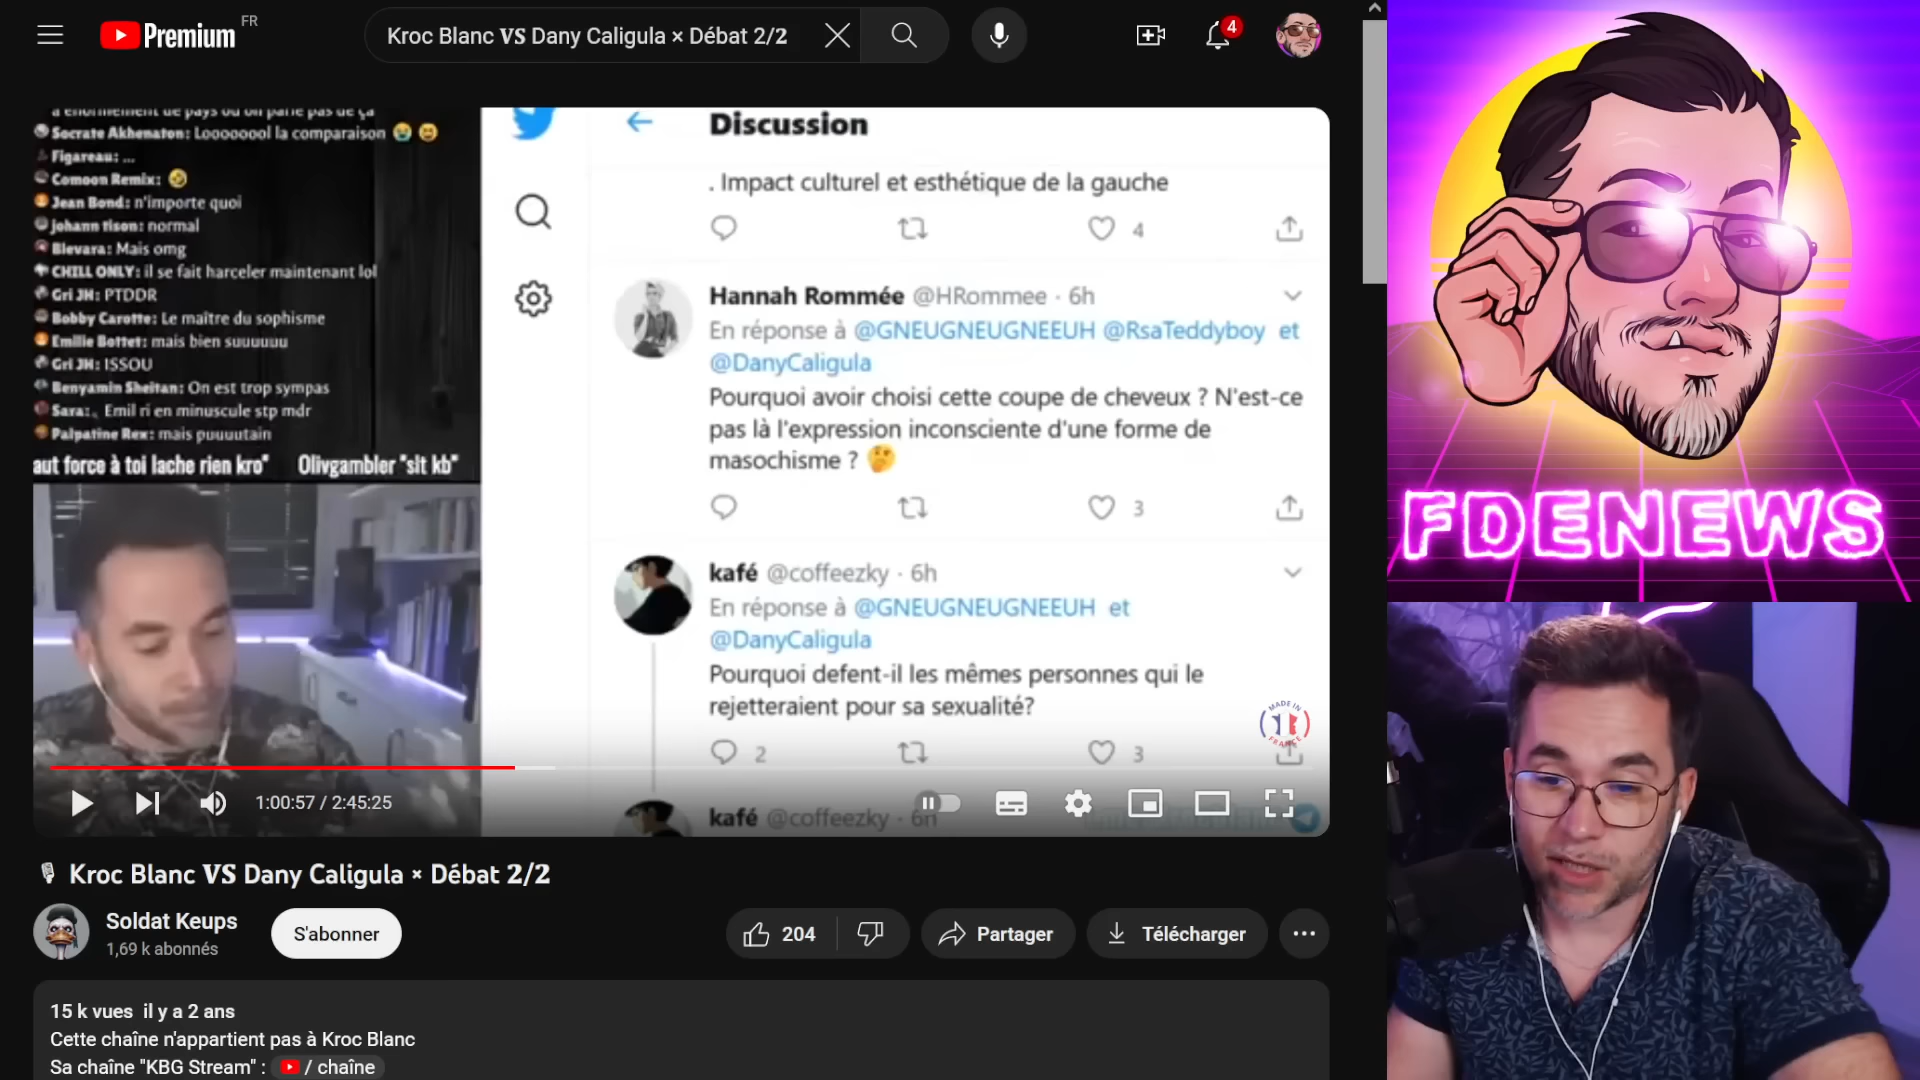 Premium
FR
Kroc Blanc VS Dany Caligula × Débat 2/2
4
a énormément de pays où on parle pas de ça
Socrate Akhenaton: Looooooool la comparaison
Figareau: ...
Comoon Remix:
Jean Bond: n'importe quoi
johann tison: normal
Blevara: Mais omg
CHILL ONLY: il se fait harceler maintenant lol
Gri JH: PTDDR
Bobby Carotte: Le maître du sophisme
Emilie Bottet: mais bien suuuuuu
Gri JH: ISSOU
Benyamin Sheitan: On est trop sympas
Sara: Emil ri en minuscule stp mdr
Palpatine Rex: mais puuuutain
aut force à toi lache rien kro"
Olivgambler "slt kb"
Discussion
. Impact culturel et esthétique de la gauche
4
Hannah Rommée @HRommee · 6h
En réponse à @GNEUGNEUGNEEUH @RsaTeddyboy et
@DanyCaligula
Pourquoi avoir choisi cette coupe de cheveux ? N'est-ce
pas là l'expression inconsciente d'une forme de
masochisme ? 🤔
3
kafé @coffeezky · 6h
En réponse à @GNEUGNEUGNEEUH et
@DanyCaligula
Pourquoi defent-il les mêmes personnes qui le
rejetteraient pour sa sexualité?
MADE IN
FRANCE
2
3
kafé @coffeezky · 6h
1:00:57 / 2:45:25
Kroc Blanc VS Dany Caligula × Débat 2/2
Soldat Keups
1,69 k abonnés
S'abonner
204
Partager
Télécharger
15 k vues il y a 2 ans
Cette chaîne n'appartient pas à Kroc Blanc
Sa chaîne "KBG Stream" : / chaîne
FDENEWS